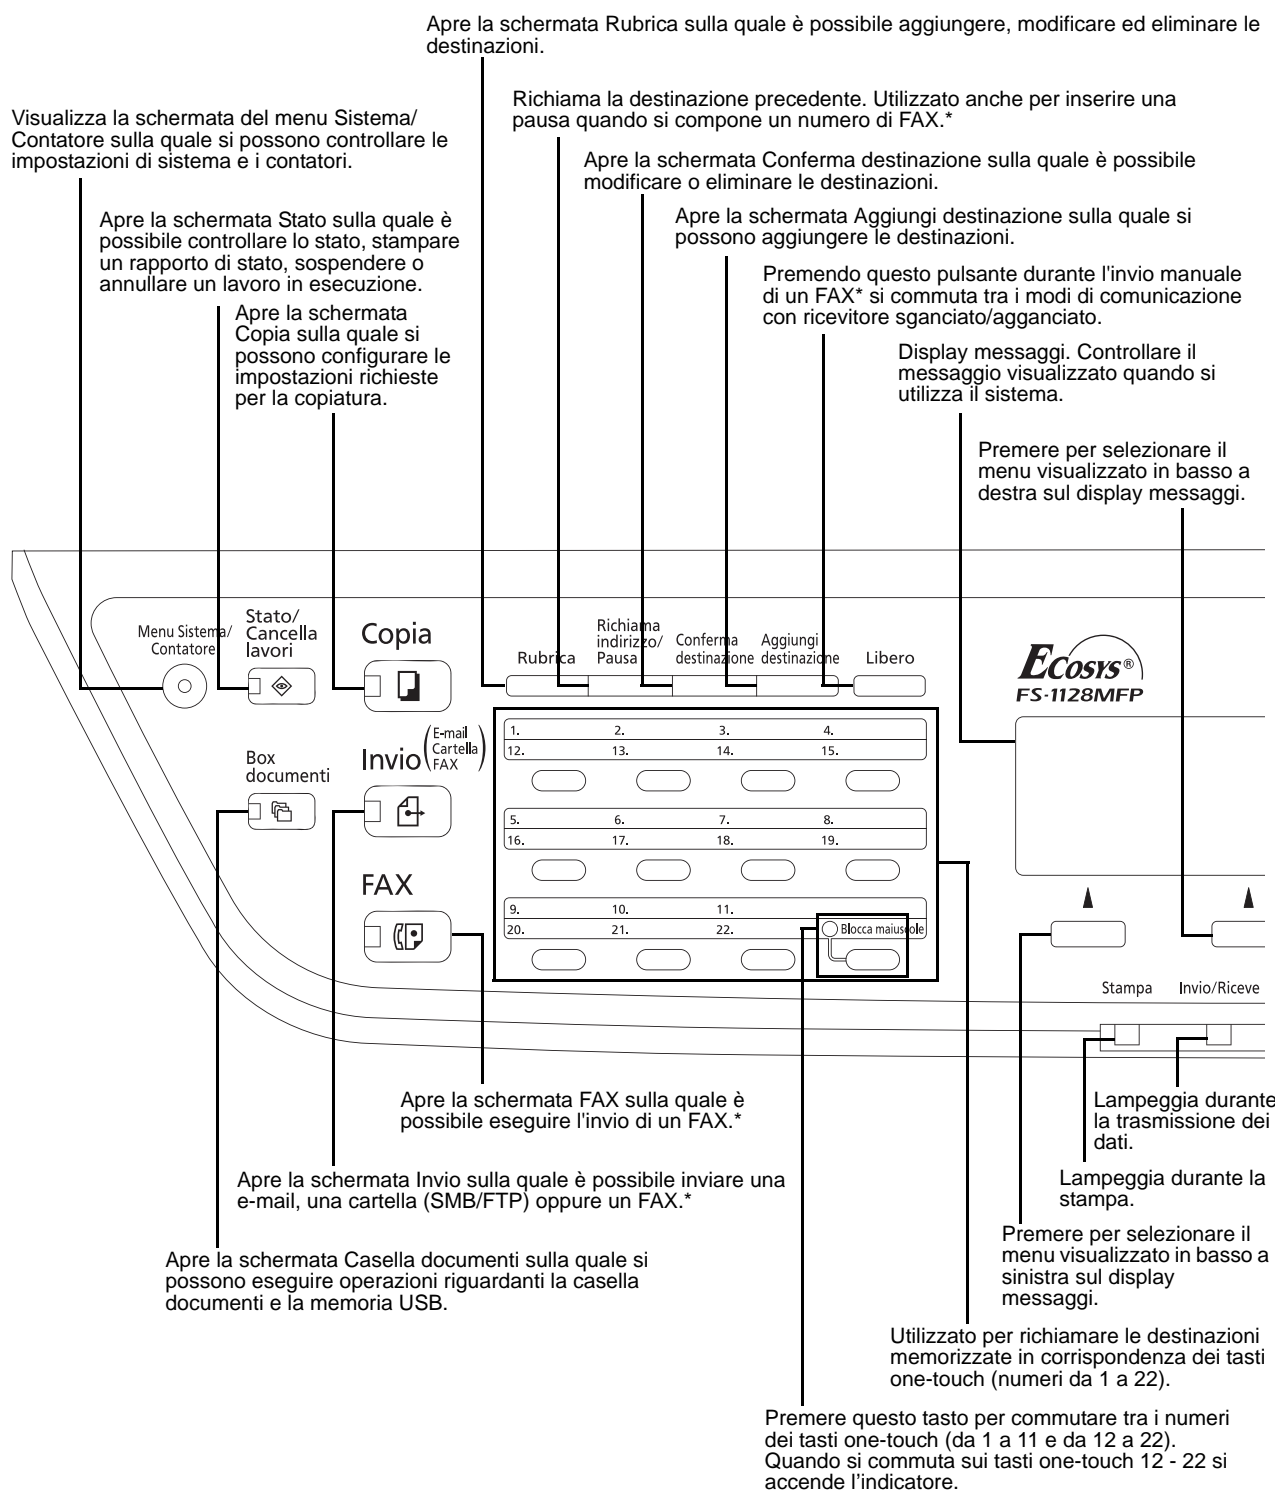 Apre la schermata Rubrica sulla quale è possibile aggiungere, modificare ed eliminare le
destinazioni.
Richiama la destinazione precedente. Utilizzato anche per inserire una
pausa quando si compone un numero di FAX.*
Visualizza la schermata del menu Sistema/
Contatore sulla quale si possono controllare le
impostazioni di sistema e i contatori.
Apre la schermata Conferma destinazione sulla quale è possibile
modificare o eliminare le destinazioni.
Apre la schermata Stato sulla quale è
possibile controllare lo stato, stampare
un rapporto di stato, sospendere o
annullare un lavoro in esecuzione.
Apre la schermata Aggiungi destinazione sulla quale si
possono aggiungere le destinazioni.
Premendo questo pulsante durante l'invio manuale
di un FAX* si commuta tra i modi di comunicazione
con ricevitore sganciato/agganciato.
Apre la schermata
Copia sulla quale si
possono configurare le
impostazioni richieste
per la copiatura.
Display messaggi. Controllare il
messaggio visualizzato quando si
utilizza il sistema.
Premere per selezionare il
menu visualizzato in basso a
destra sul display messaggi.
Menu Sistema/
Contatore
Stato/
Cancella
lavori
Copia
Rubrica
Richiama
indirizzo/
Pausa
Conferma
destinazione
Aggiungi
destinazione
Libero
Ecosys®
FS-1128MFP
Box
documenti
Invio
E-mail
Cartella
FAX
1. 2. 3. 4.
12. 13. 14. 15.
5. 6. 7. 8.
16. 17. 18. 19.
FAX
9. 10. 11.
20. 21. 22. Blocca maiuscole
Stampa
Invio/Riceve
Apre la schermata FAX sulla quale è
possibile eseguire l'invio di un FAX.*
Lampeggia durante
la trasmissione dei
dati.
Apre la schermata Invio sulla quale è possibile inviare una
e-mail, una cartella (SMB/FTP) oppure un FAX.*
Lampeggia durante la
stampa.
Apre la schermata Casella documenti sulla quale si
possono eseguire operazioni riguardanti la casella
documenti e la memoria USB.
Premere per selezionare il
menu visualizzato in basso a
sinistra sul display
messaggi.
Utilizzato per richiamare le destinazioni
memorizzate in corrispondenza dei tasti
one-touch (numeri da 1 a 22).
Premere questo tasto per commutare tra i numeri
dei tasti one-touch (da 1 a 11 e da 12 a 22).
Quando si commuta sui tasti one-touch 12 - 22 si
accende l’indicatore.